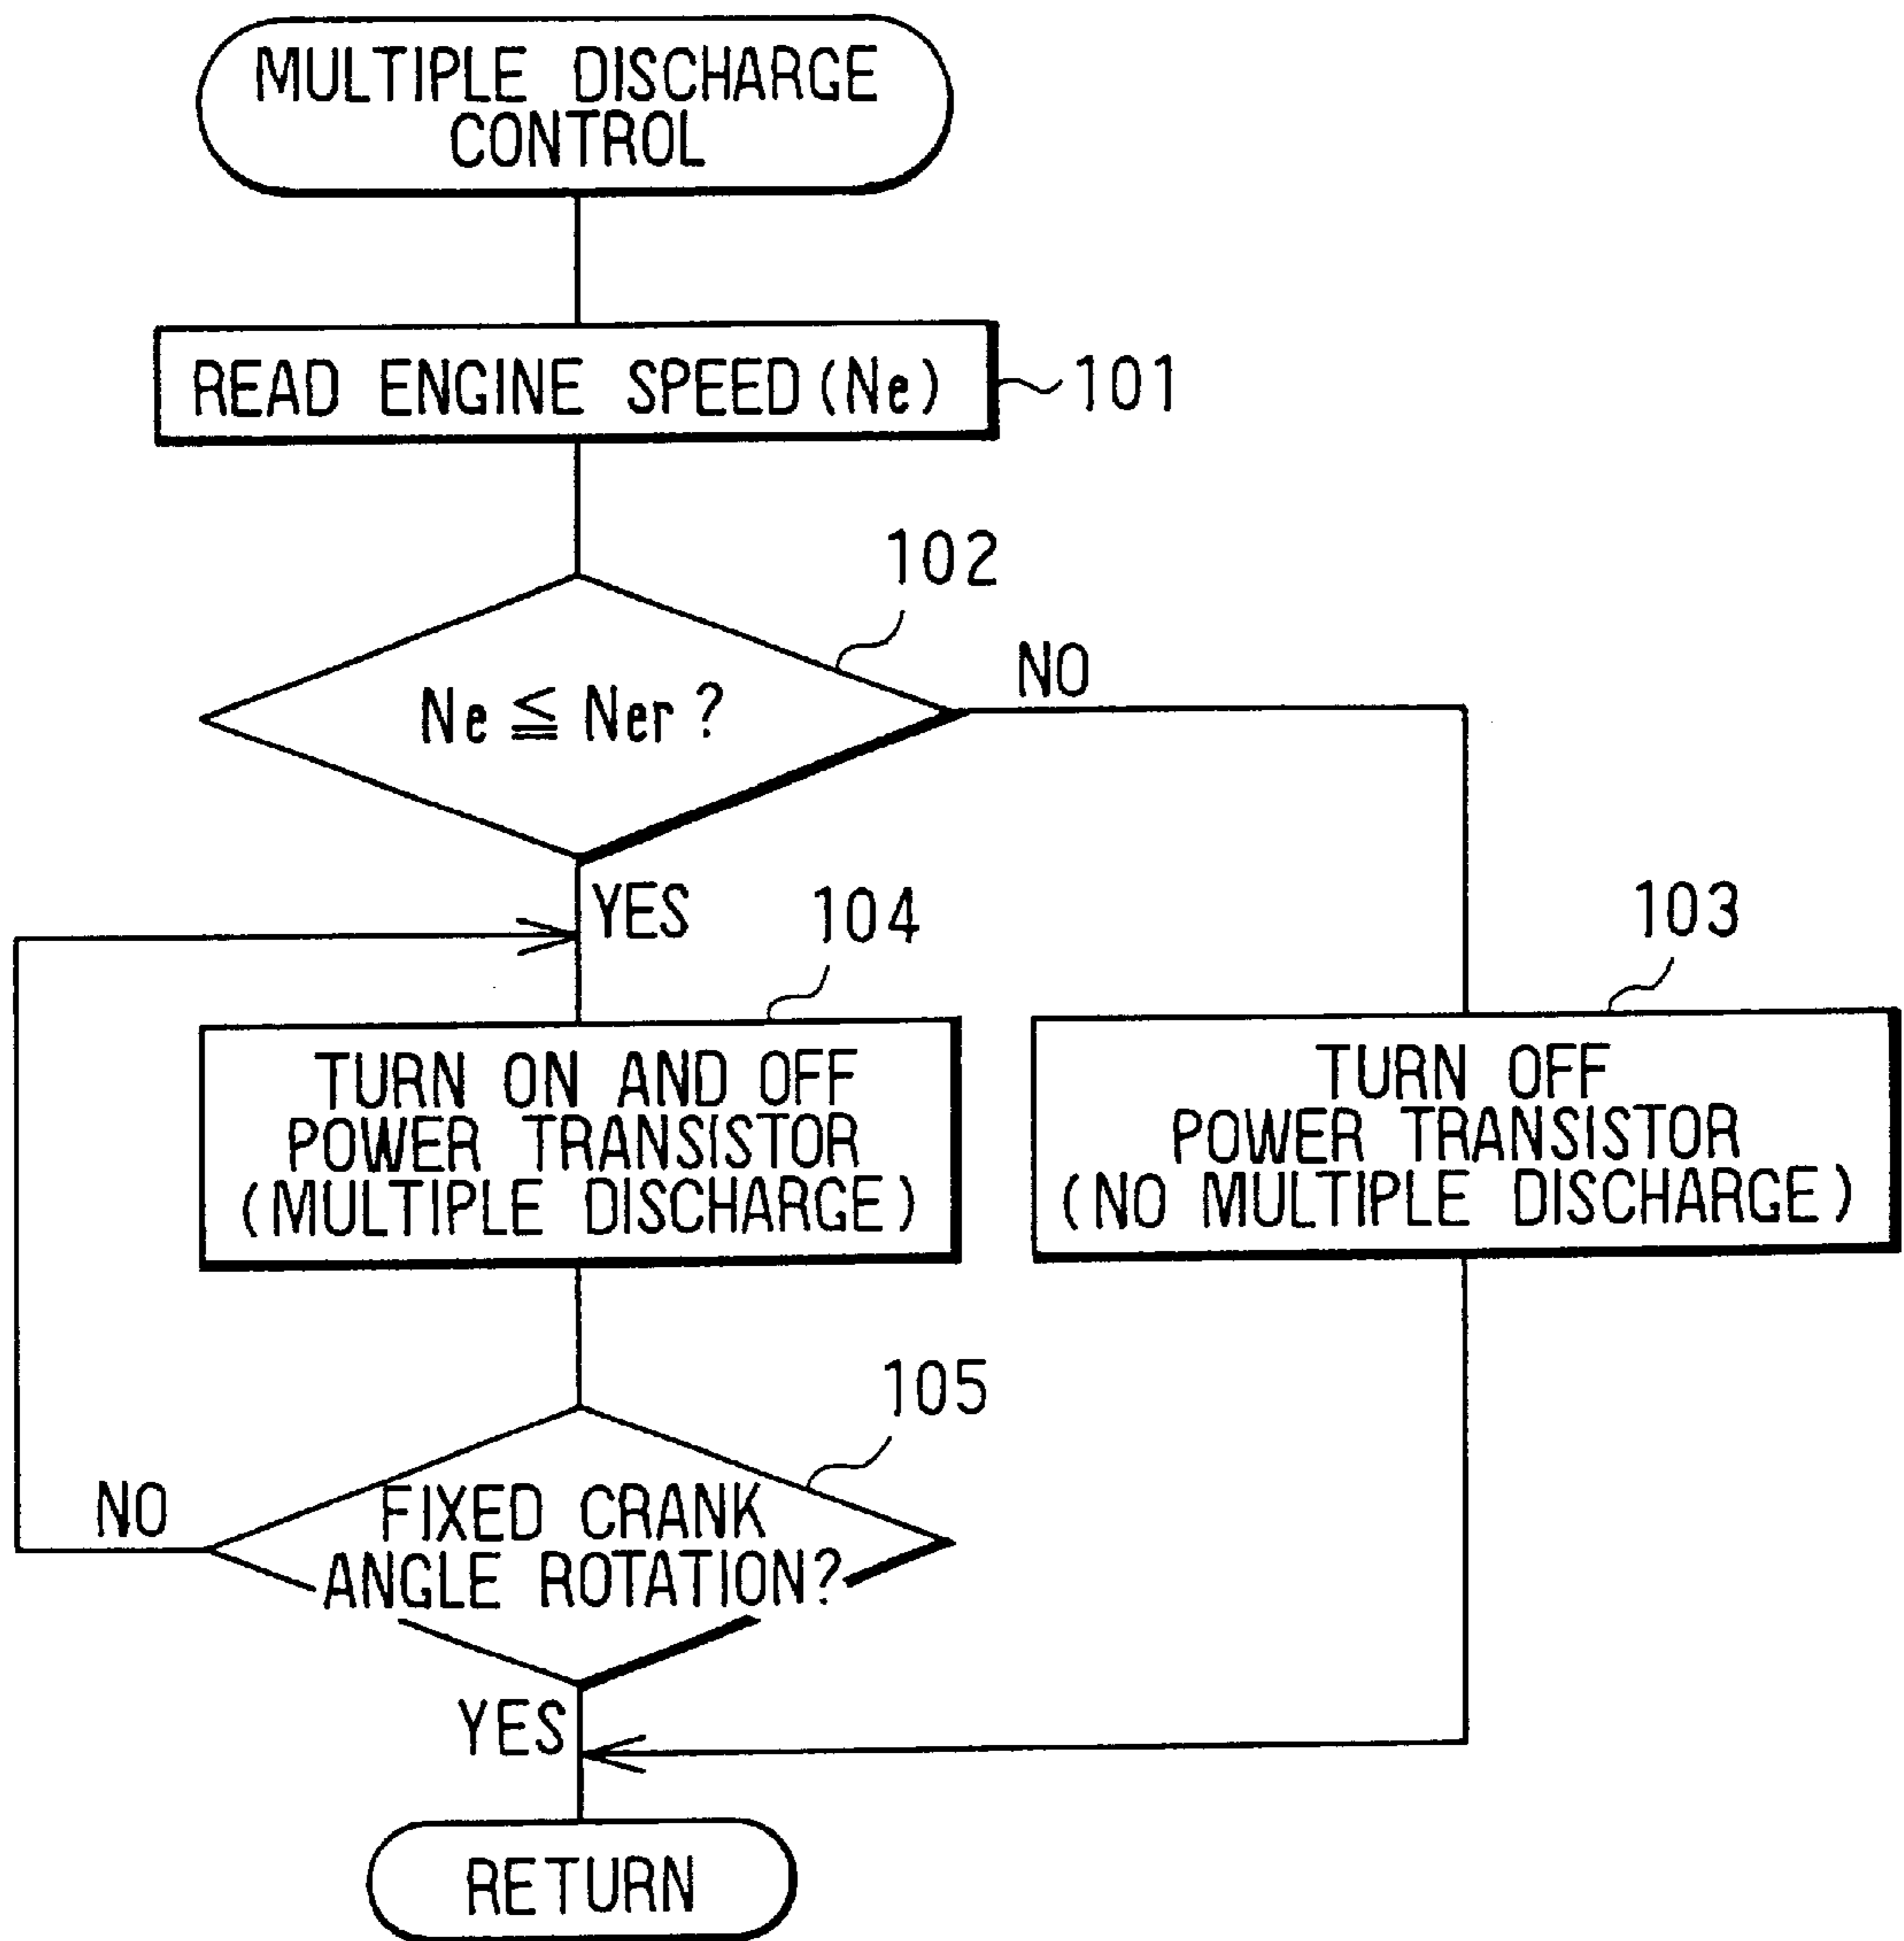 MULTIPLE DISCHARGE
CONTROL
READ ENGINE SPEED(Ne)
101
102
Ne ≦ Ner ?
NO
YES
104
103
TURN ON AND OFF
POWER TRANSISTOR
(MULTIPLE DISCHARGE)
TURN OFF
POWER TRANSISTOR
(NO MULTIPLE DISCHARGE)
105
NO
FIXED CRANK
ANGLE ROTATION?
YES
RETURN